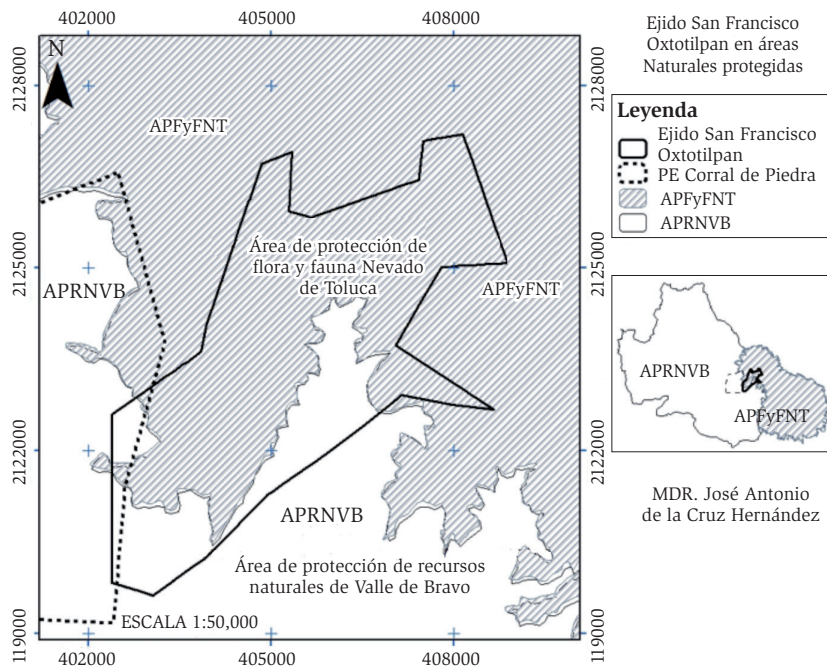 402000 405000 408000
Ejido San Francisco
Oxtotilpan en áreas
Naturales protegidas
N
2128000
2125000
2122000
119000
APFyFNT
Área de protección de
flora y fauna Nevado
de Toluca
APRNVB
APFyFNT
APRNVB
Área de protección de recursos
naturales de Valle de Bravo
ESCALA 1:50,000
2128000
2125000
2122000
119000
402000 405000 408000
Leyenda
Ejido San Francisco
Oxtotilpan
PE Corral de Piedra
APFyFNT
APRNVB
APRNVB
APFyFNT
MDR. José Antonio
de la Cruz Hernández